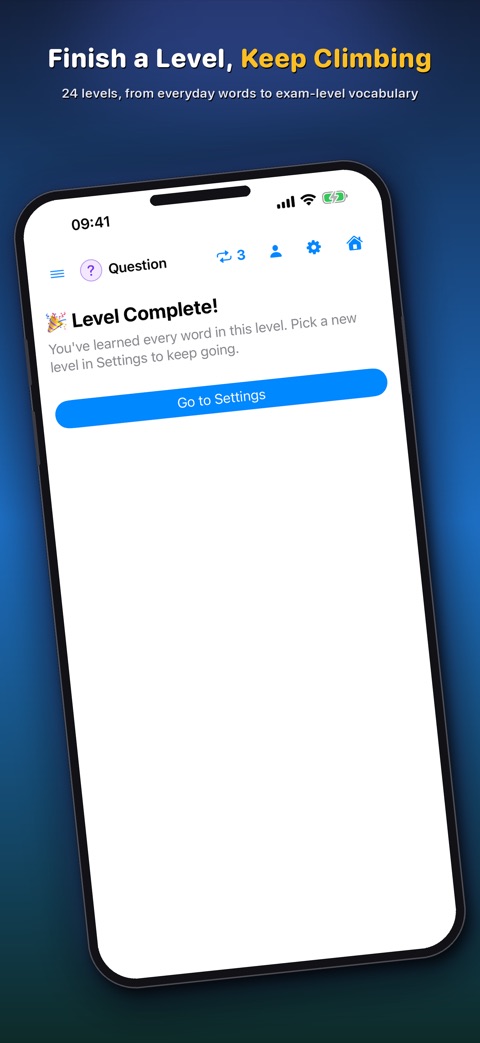 Finish a Level, Keep Climbing
24 levels, from everyday words to exam-level vocabulary
09:41
? Question
3
🎉 Level Complete!
You've learned every word in this level. Pick a new
level in Settings to keep going.
Go to Settings